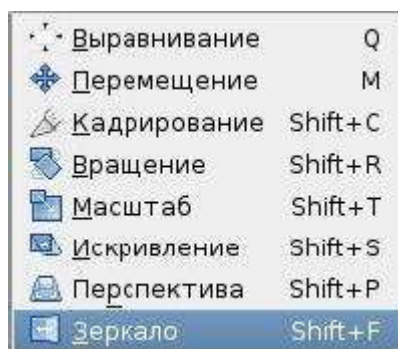 Выравнивание Q
Перемещение M
Кадрирование Shift+C
Вращение Shift+R
Масштаб Shift+T
Искривление Shift+S
Перспектива Shift+P
Зеркало Shift+F